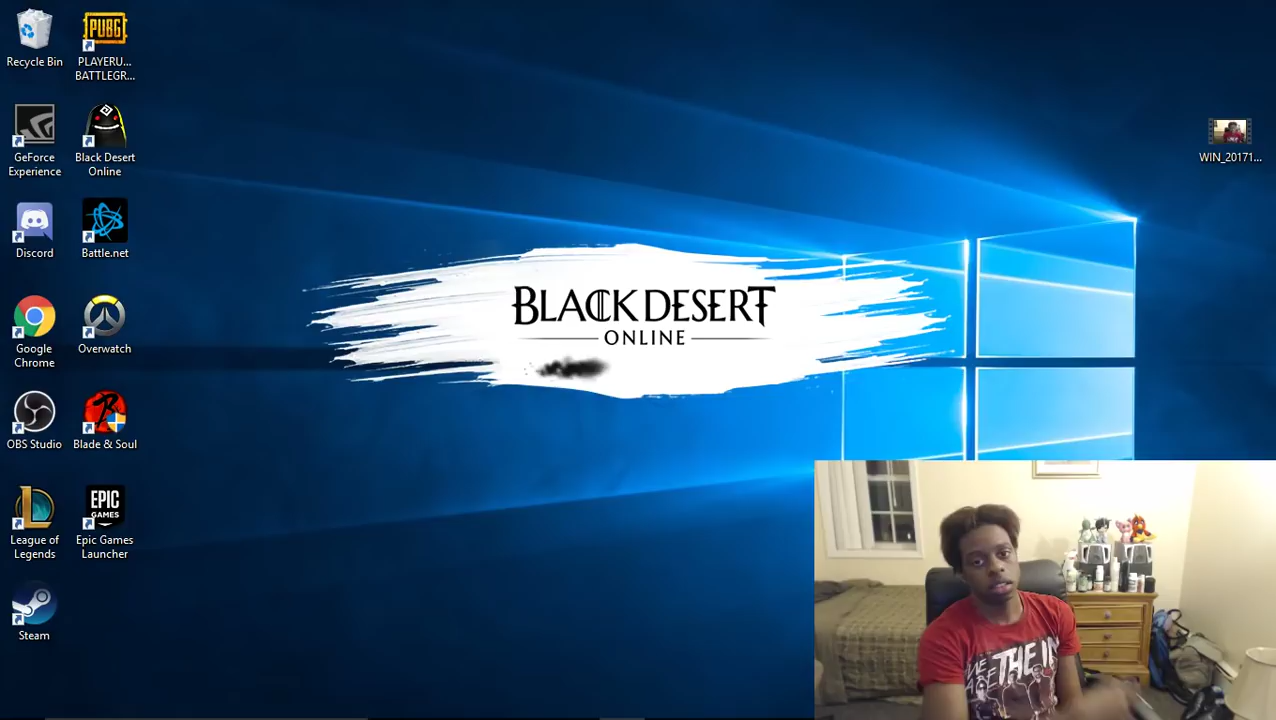 Recycle Bin
PLAYERU...
BATTLEGR...
PUBG
GeForce
Experience
Black Desert
Online
Discord
Battle.net
Google
Chrome
Overwatch
OBS Studio
Blade & Soul
League of
Legends
EPIC
GAMES
Epic Games
Launcher
Steam
WIN_20171...
BLACK DESERT
ONLINE
THE